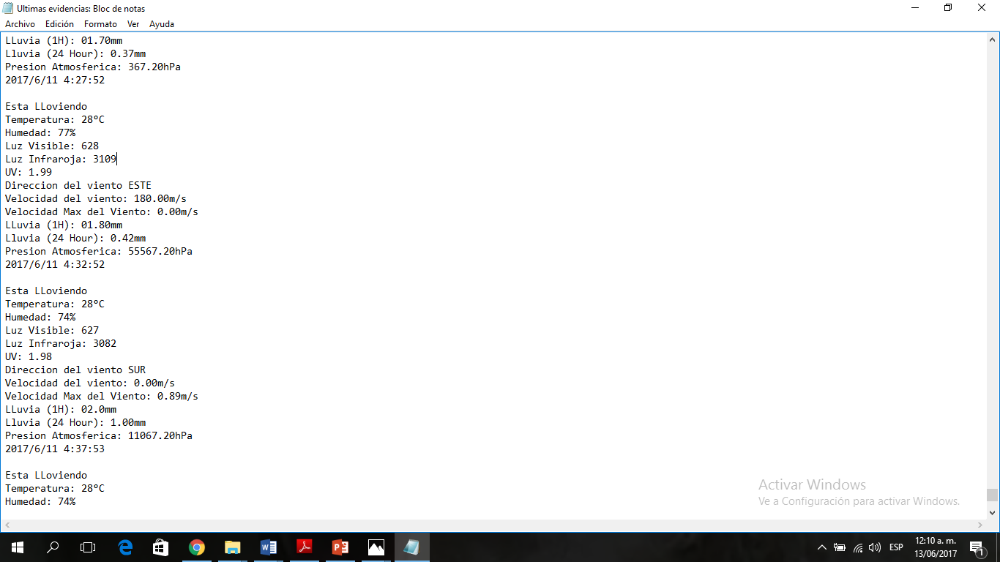 Ultimas evidencias: Bloc de notas
Archivo Edición Formato Ver Ayuda
LLuvia (1H): 01.70mm
Lluvia (24 Hour): 0.37mm
Presion Atmosferica: 367.20hPa
2017/6/11 4:27:52
Esta LLoviendo
Temperatura: 28ºC
Humedad: 77%
Luz Visible: 628
Luz Infraroja: 3109
UV: 1.99
Direccion del viento ESTE
Velocidad del viento: 180.00m/s
Velocidad Max del Viento: 0.00m/s
LLuvia (1H): 01.80mm
Lluvia (24 Hour): 0.42mm
Presion Atmosferica: 55567.20hPa
2017/6/11 4:32:52
Esta LLoviendo
Temperatura: 28ºC
Humedad: 74%
Luz Visible: 627
Luz Infraroja: 3082
UV: 1.98
Direccion del viento SUR
Velocidad del viento: 0.00m/s
Velocidad Max del Viento: 0.89m/s
LLuvia (1H): 02.0mm
Lluvia (24 Hour): 1.00mm
Presion Atmosferica: 11067.20hPa
2017/6/11 4:37:53
Esta LLoviendo
Temperatura: 28ºC
Humedad: 74%
Activar Windows
Ve a Configuración para activar Windows.
ESP
12:10 a. m.
13/06/2017
1